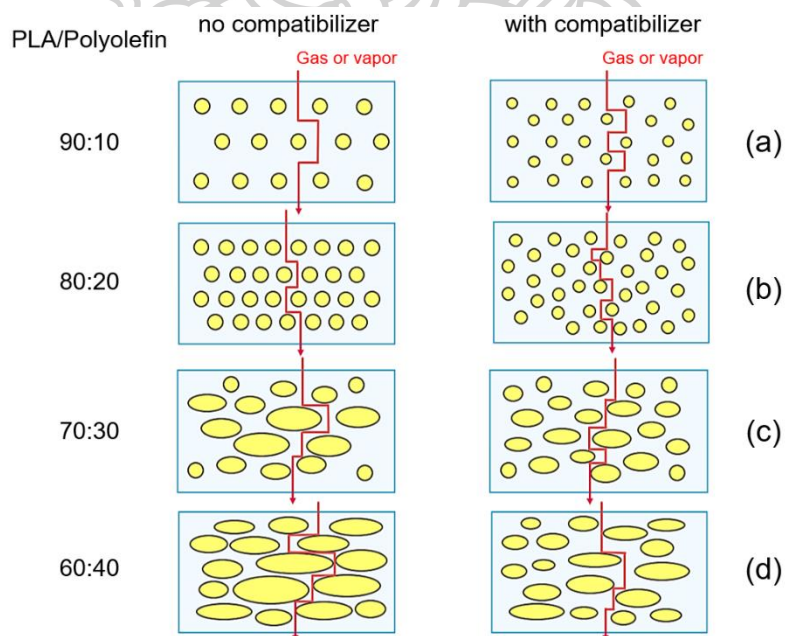 no compatibilizer
with compatibilizer
PLA/Polyolefin
Gas or vapor
Gas or vapor
90:10
(a)
80:20
(b)
70:30
(c)
60:40
(d)